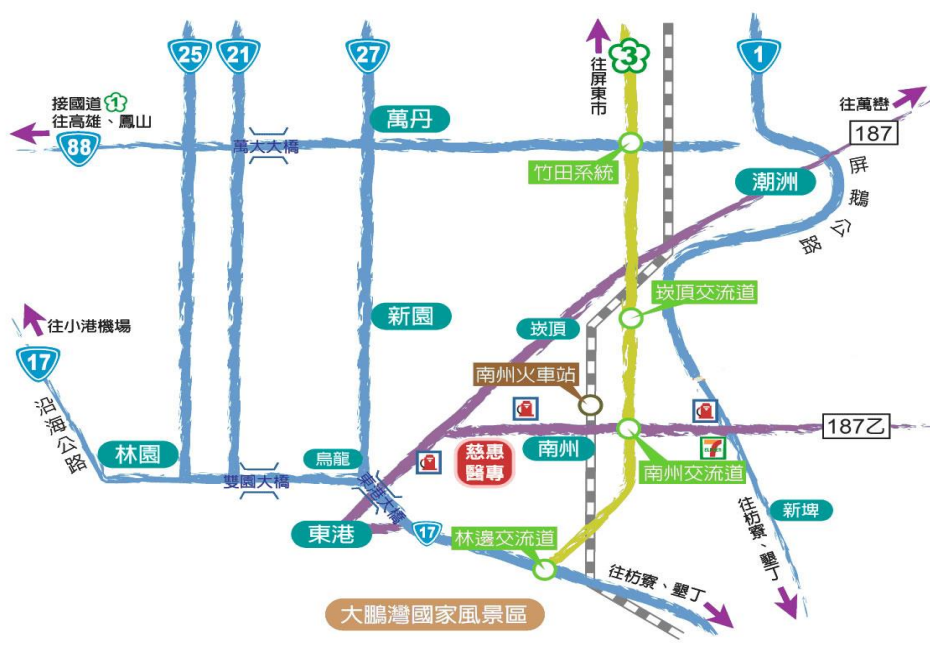 25
21
27
3
往屏東市
1
接國道 1
往高雄、鳳山
88
萬大大橋
萬丹
竹田系統
往萬巒
187
潮洲
屏鵝公路
崁頂交流道
新園
崁頂
往小港機場
17
沿海公路
南州火車站
187乙
林園
烏龍
慈惠
醫專
南州
7
ELEVEN
南州交流道
雙園大橋
東港大橋
新埤
往枋寮、墾丁
東港
17
林邊交流道
往枋寮、墾丁
大鵬灣國家風景區